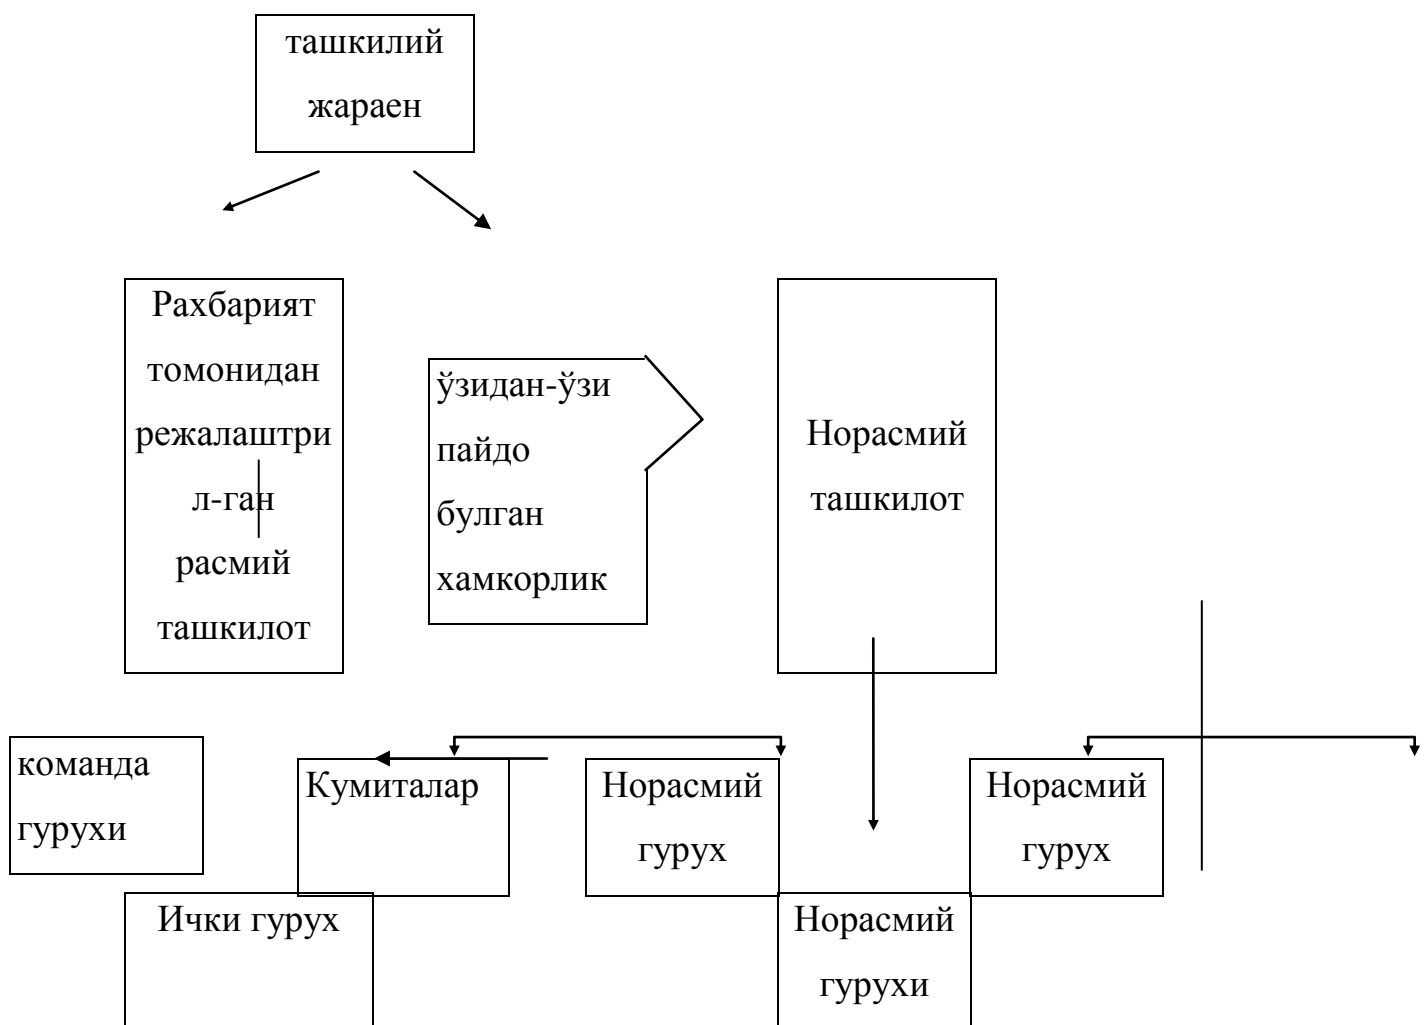 ташкилий
жараен
Рахбарият
томонидан
режалаштри
л-ган
расмий
ташкилот
ўзидан-ўзи
пайдо
булган
хамкорлик
Норасмий
ташкилот
команда
гурухи
Кумиталар
Норасмий
гурух
Норасмий
гурух
Ички гурух
Норасмий
гурухи